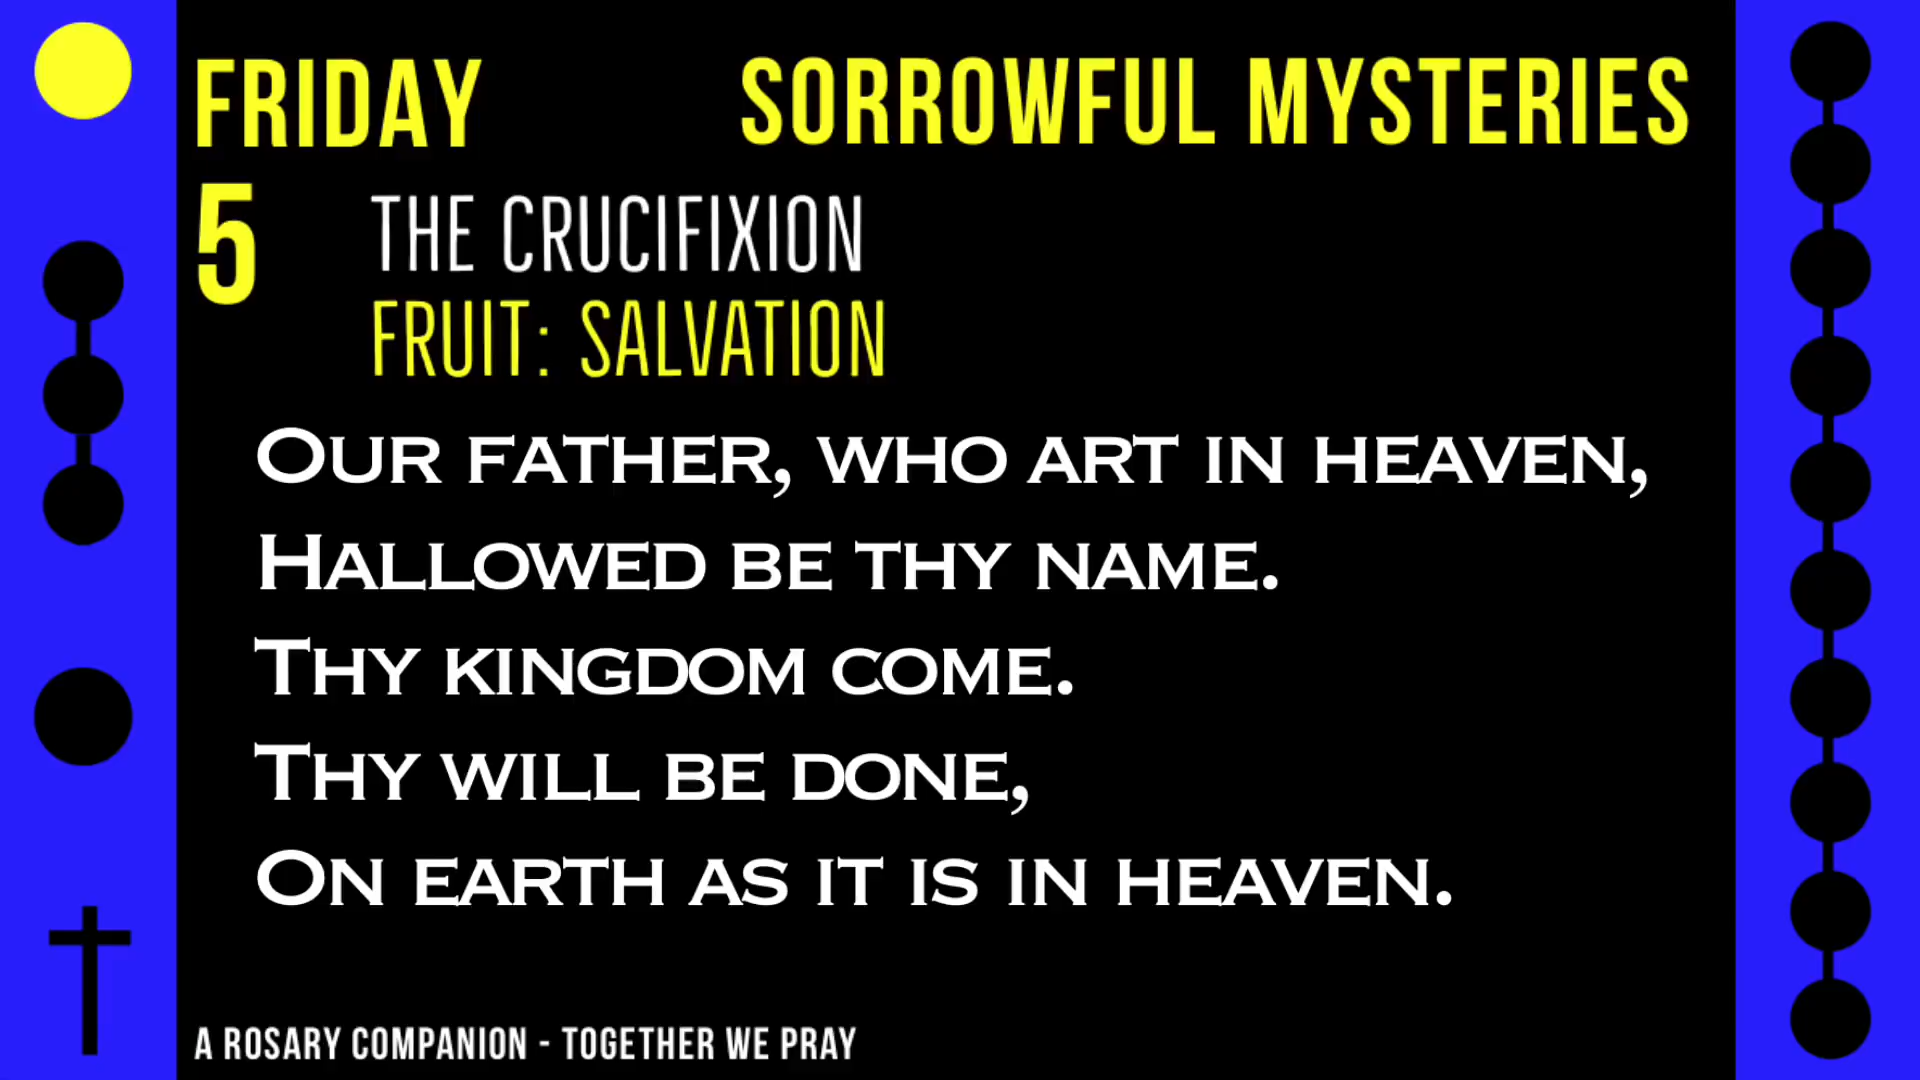 FRIDAY SORROWFUL MYSTERIES
5 THE CRUCIFIXION
FRUIT: SALVATION
OUR FATHER, WHO ART IN HEAVEN,
HALLOWED BE THY NAME.
THY KINGDOM COME.
THY WILL BE DONE,
ON EARTH AS IT IS IN HEAVEN.
A ROSARY COMPANION - TOGETHER WE PRAY